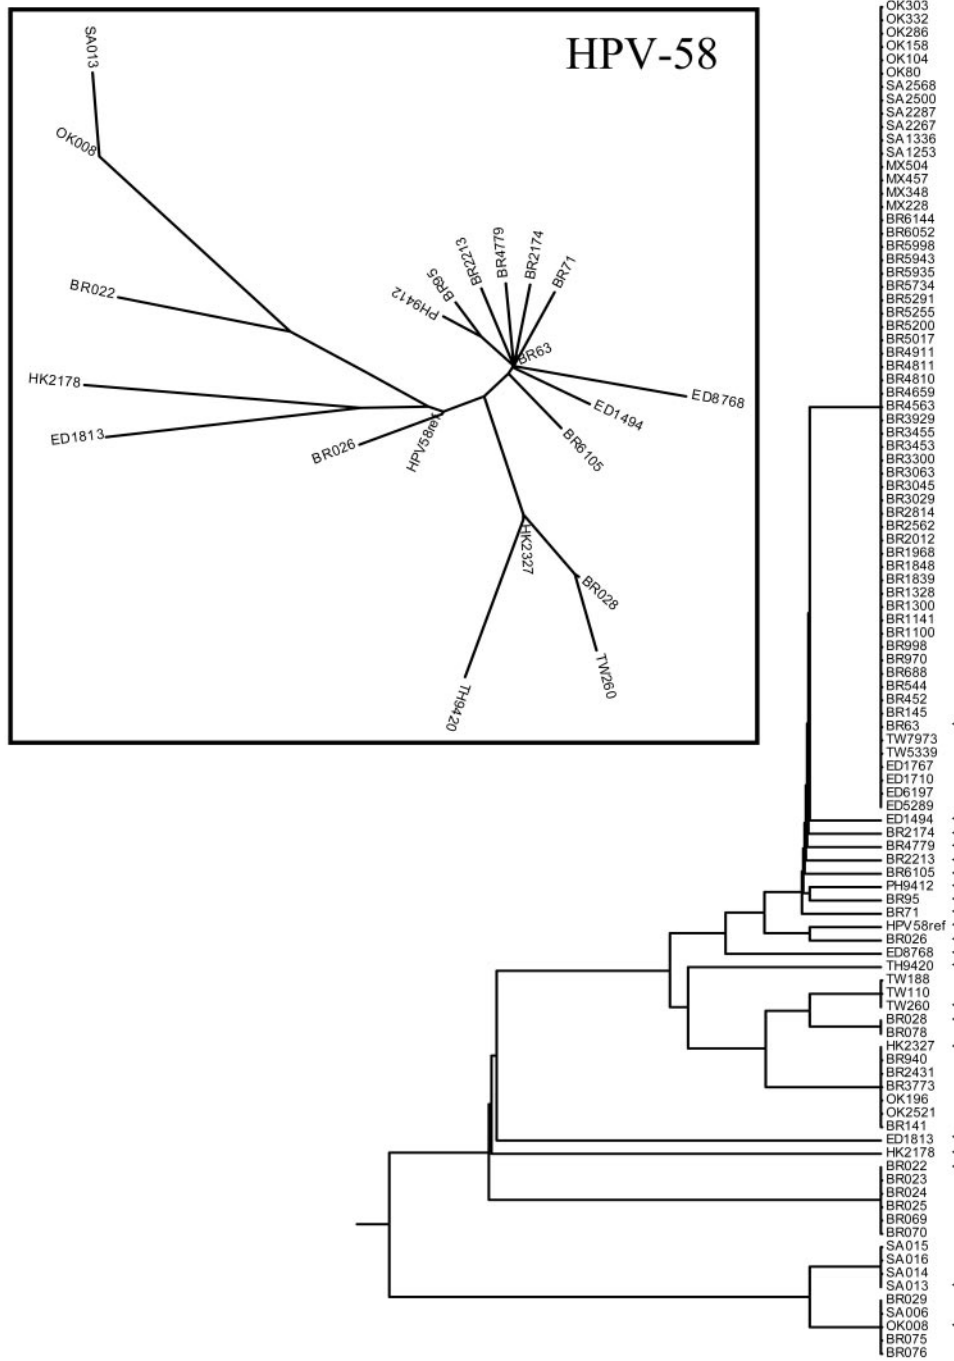 HPV-58
SA013
OK008
BR022
HK2178
ED1813
BR026
HPV58ref
PH9412
BR95
BR2213
BR4779
BR2174
BR71
BR63
ED8768
ED1494
BR6105
HK2327
BR028
TW260
TH9420
OK303
OK332
OK286
OK158
OK104
OK80
SA2568
SA2500
SA2287
SA2267
SA1336
SA1253
MX504
MX457
MX348
MX228
BR6144
BR6052
BR5998
BR5943
BR5935
BR5734
BR5291
BR5255
BR5200
BR5017
BR4911
BR4811
BR4810
BR4659
BR4563
BR3929
BR3455
BR3453
BR3300
BR3063
BR3045
BR3029
BR2814
BR2562
BR2012
BR1968
BR1848
BR1839
BR1328
BR1300
BR1141
BR1100
BR998
BR970
BR688
BR544
BR452
BR145
BR63
TW7973
TW5339
ED1767
ED1710
ED6197
ED5289
ED1494
BR2174
BR4779
BR2213
BR6105
PH9412
BR95
BR71
HPV58ref
BR026
ED8768
TH9420
TW188
TW110
TW260
BR028
BR078
HK2327
BR940
BR2431
BR3773
OK196
OK2521
BR141
ED1813
HK2178
BR022
BR023
BR024
BR025
BR069
BR070
SA015
SA016
SA014
SA013
BR029
SA006
OK008
BR075
BR076